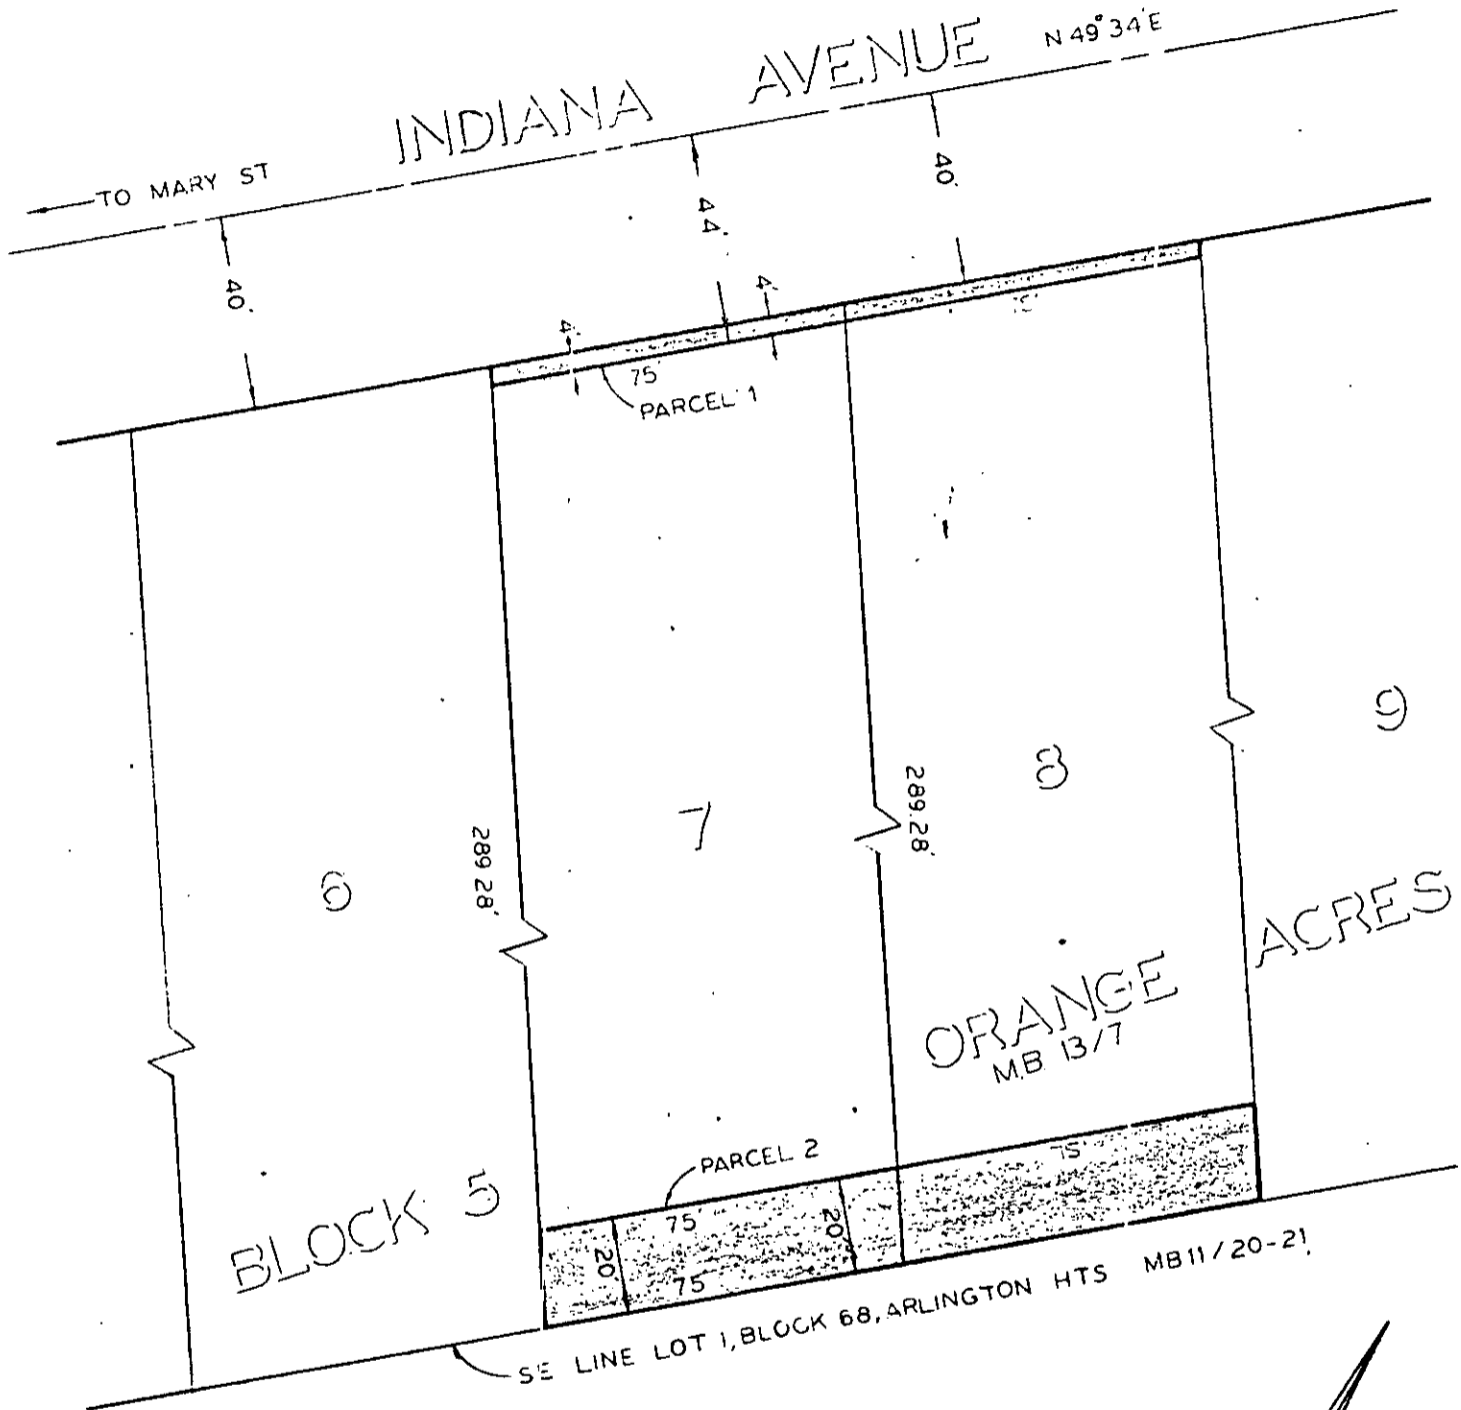 INDIANA AVENUE N 49°34'E
TO MARY ST
40'
44'
40'
4'
4'
75'
PARCEL 1
6
7
8
9
289.28'
289.28'
ORANGE ACRES
M.B. 13/7
BLOCK 5
PARCEL 2
75'
75'
20'
20'
75'
SE LINE LOT 1, BLOCK 68, ARLINGTON HTS MB 11/20-21